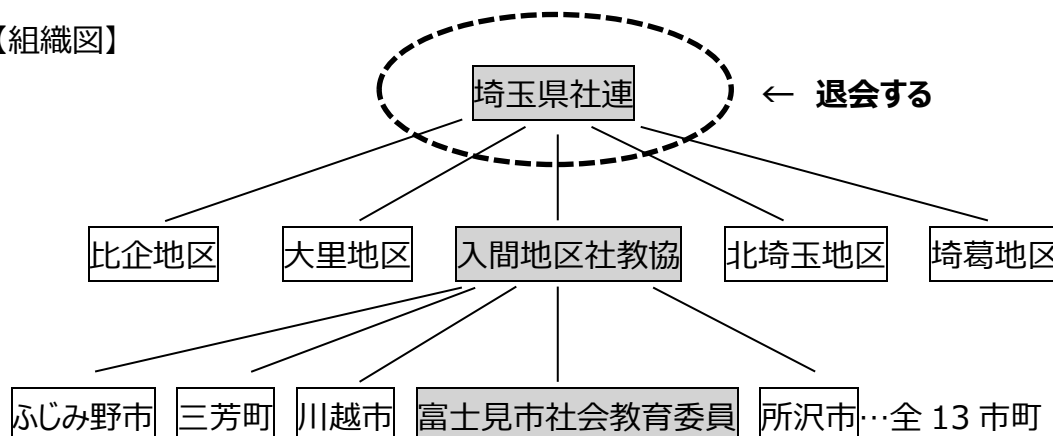 【組織図】
埼玉県社連
← 退会する
比企地区 大里地区 入間地区社教協 北埼玉地区 埼葛地区
ふじみ野市 三芳町 川越市 富士見市社会教育委員 所沢市…全 13 市町